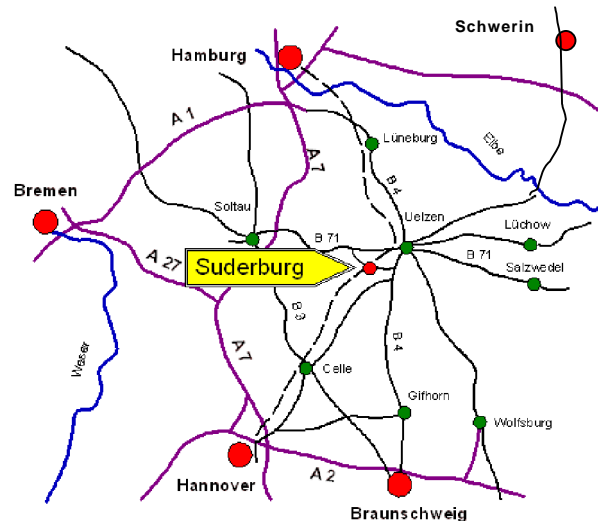 Schwerin
Hamburg
A 1
Lüneburg
Elbe
A 7
B 4
Bremen
Soltau
Uelzen
Lüchow
B 71
B 71
A 27
Suderburg
Salzwedel
B 3
Weser
A 7
B 4
Celle
Gifhorn
Wolfsburg
A 2
Hannover
Braunschweig